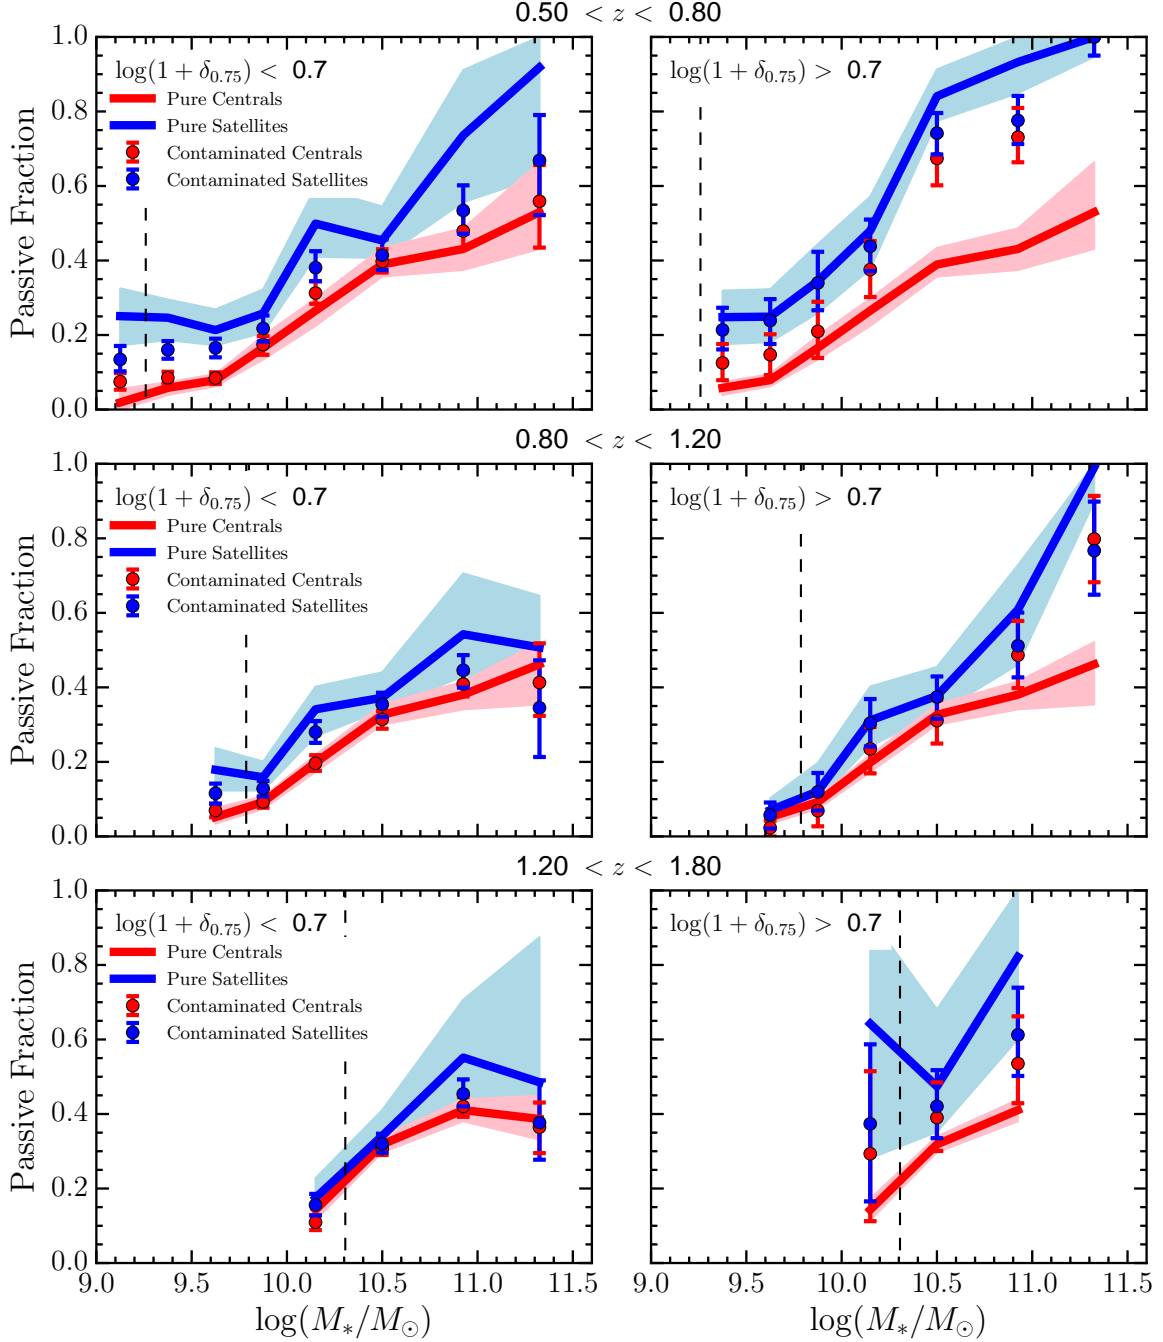 0.50 < z < 0.80
log(1 + δ0.75) < 0.7
Pure Centrals
Pure Satellites
Contaminated Centrals
Contaminated Satellites
log(1 + δ0.75) > 0.7
Passive Fraction
1.0
0.8
0.6
0.4
0.2
0.0
0.80 < z < 1.20
log(1 + δ0.75) < 0.7
Pure Centrals
Pure Satellites
Contaminated Centrals
Contaminated Satellites
log(1 + δ0.75) > 0.7
Passive Fraction
1.0
0.8
0.6
0.4
0.2
0.0
1.20 < z < 1.80
log(1 + δ0.75) < 0.7
Pure Centrals
Pure Satellites
Contaminated Centrals
Contaminated Satellites
log(1 + δ0.75) > 0.7
Passive Fraction
1.0
0.8
0.6
0.4
0.2
0.0
9.0 9.5 10.0 10.5 11.0 11.5
9.5 10.0 10.5 11.0 11.5
log(M*/M⊙)
log(M*/M⊙)